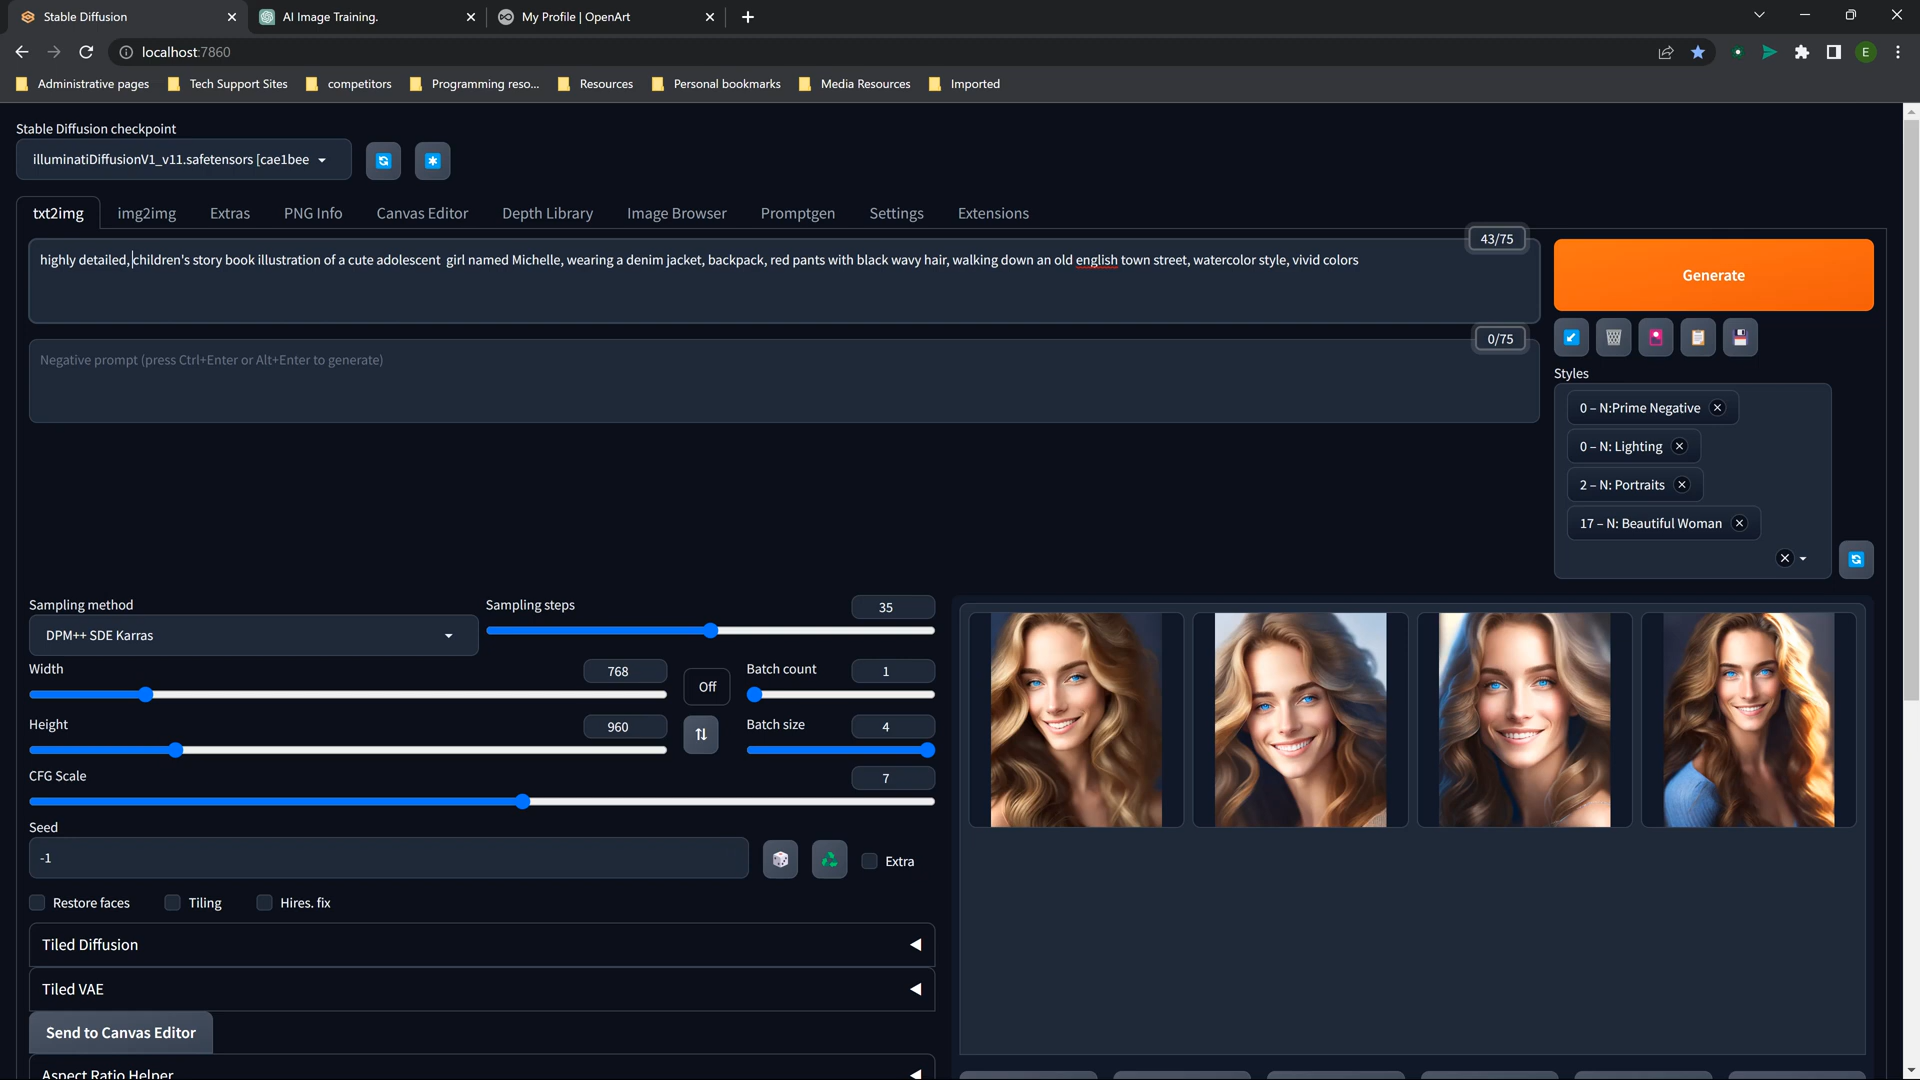 Stable Diffusion
AI Image Training.
My Profile | OpenArt
localhost:7860
E
Administrative pages
Tech Support Sites
competitors
Programming reso...
Resources
Personal bookmarks
Media Resources
Imported
Stable Diffusion checkpoint
illuminatiDiffusionV1_v11.safetensors [cae1bee
txt2img
img2img
Extras
PNG Info
Canvas Editor
Depth Library
Image Browser
Promptgen
Settings
Extensions
43/75
highly detailed,children's story book illustration of a cute adolescent  girl named Michelle, wearing a denim jacket, backpack, red pants with black wavy hair, walking down an old english town street, watercolor style, vivid colors
Generate
0/75
Negative prompt (press Ctrl+Enter or Alt+Enter to generate)
Styles
0 – N:Prime Negative
0 – N: Lighting
2 – N: Portraits
17 – N: Beautiful Woman
Sampling method
DPM++ SDE Karras
Sampling steps
35
Width
768
Off
Batch count
1
Height
960
Batch size
4
CFG Scale
7
Seed
-1
Extra
Restore faces
Tiling
Hires. fix
Tiled Diffusion
Tiled VAE
Send to Canvas Editor
Aspect Ratio Helper